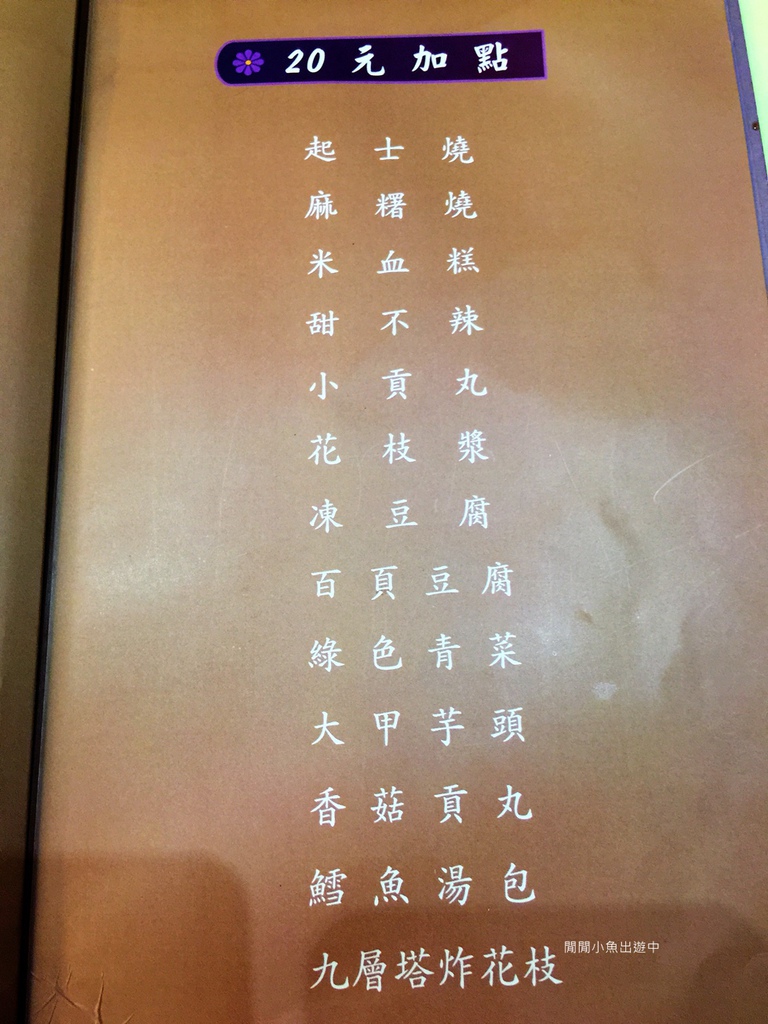 20元加點
起士燒
麻糬燒
米血糕
甜不辣
小貢丸
花枝漿
凍豆腐
百頁豆腐
綠色青菜
大甲芋頭
香菇貢丸
鱈魚湯包
閒閒小魚出遊中
九層塔炸花枝